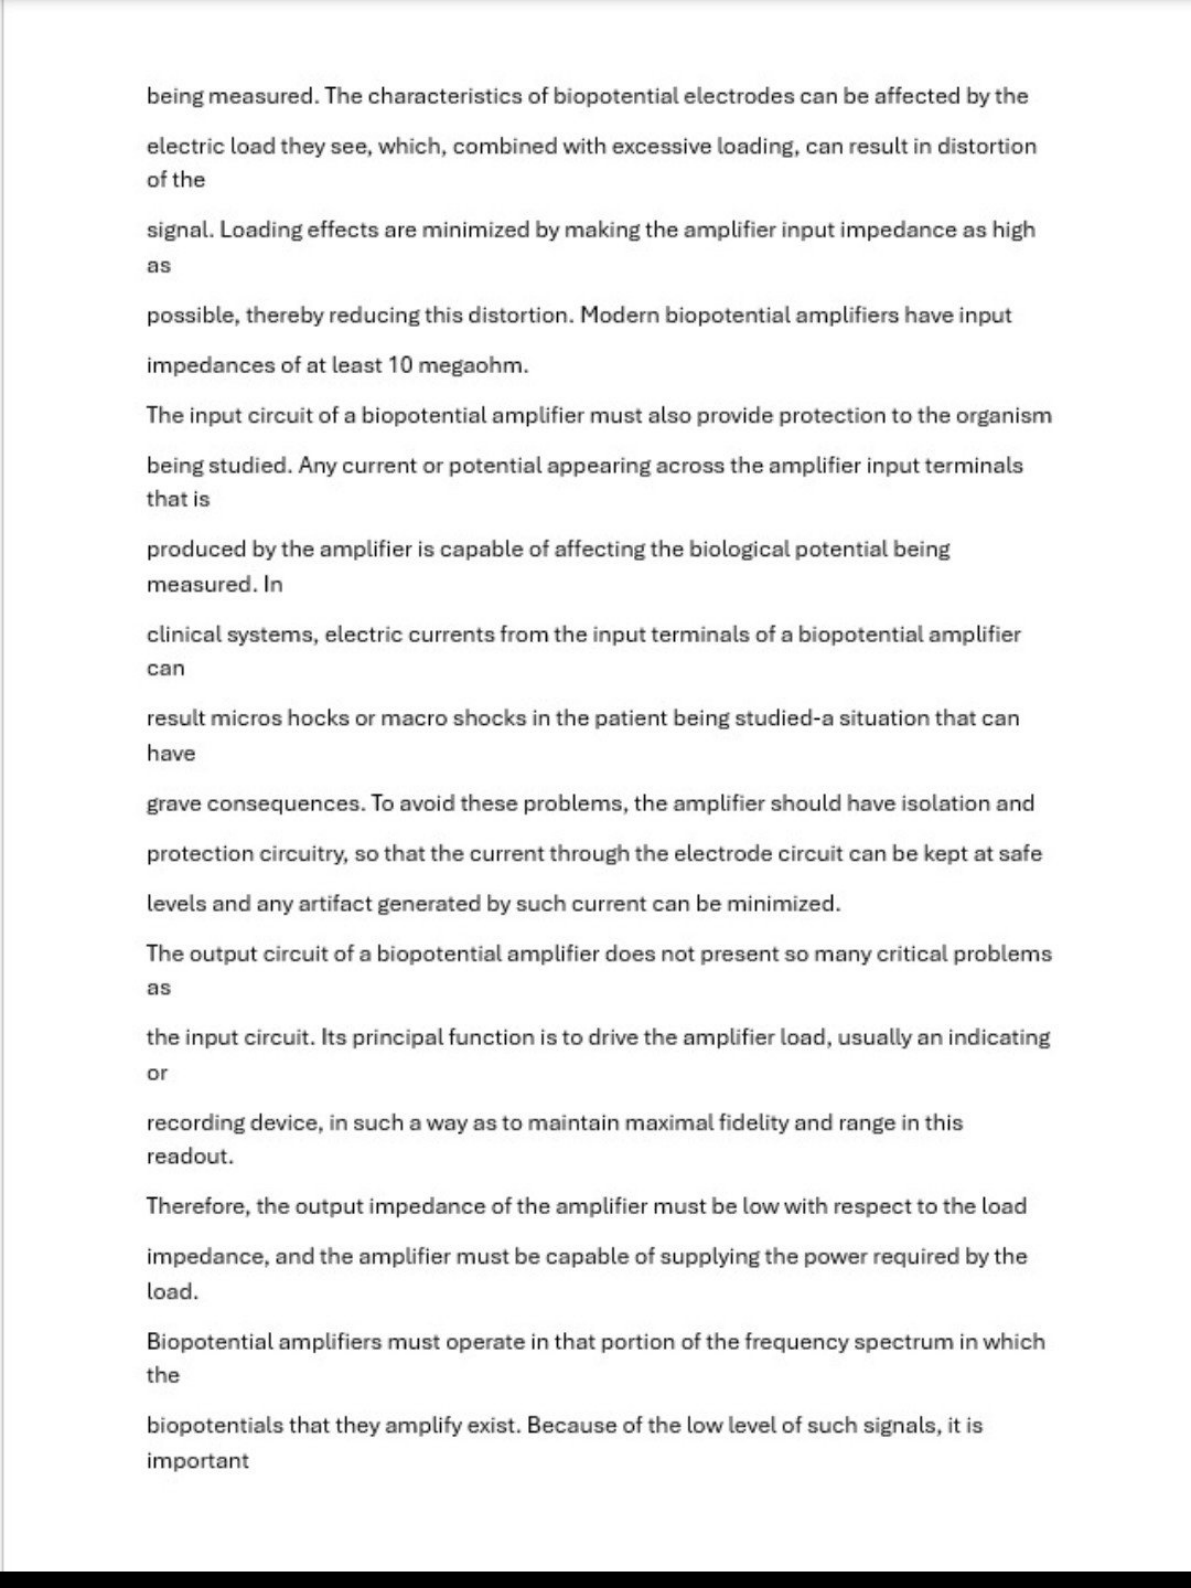 being measured. The characteristics of biopotential electrodes can be affected by the
electric load they see, which, combined with excessive loading, can result in distortion
of the
signal. Loading effects are minimized by making the amplifier input impedance as high
as
possible, thereby reducing this distortion. Modern biopotential amplifiers have input
impedances of at least 10 megaohm.
The input circuit of a biopotential amplifier must also provide protection to the organism
being studied. Any current or potential appearing across the amplifier input terminals
that is
produced by the amplifier is capable of affecting the biological potential being
measured. In
clinical systems, electric currents from the input terminals of a biopotential amplifier
can
result micros hocks or macro shocks in the patient being studied-a situation that can
have
grave consequences. To avoid these problems, the amplifier should have isolation and
protection circuitry, so that the current through the electrode circuit can be kept at safe
levels and any artifact generated by such current can be minimized.
The output circuit of a biopotential amplifier does not present so many critical problems
as
the input circuit. Its principal function is to drive the amplifier load, usually an indicating
or
recording device, in such a way as to maintain maximal fidelity and range in this
readout.
Therefore, the output impedance of the amplifier must be low with respect to the load
impedance, and the amplifier must be capable of supplying the power required by the
load.
Biopotential amplifiers must operate in that portion of the frequency spectrum in which
the
biopotentials that they amplify exist. Because of the low level of such signals, it is
important